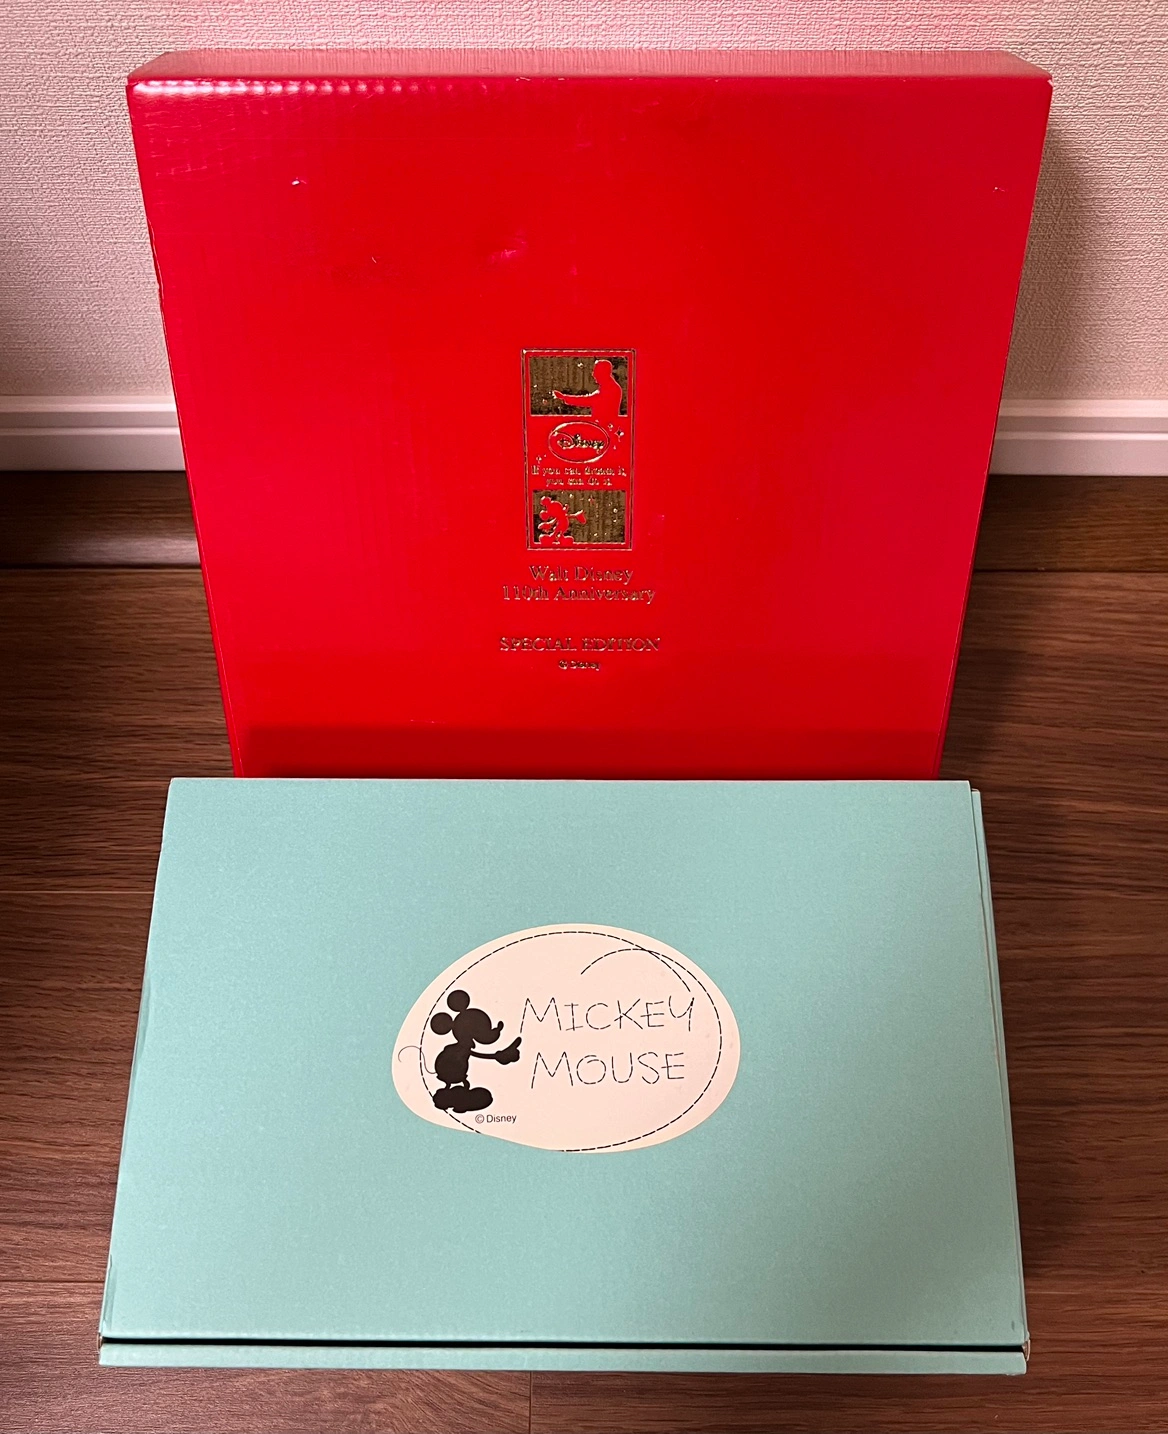 Disney
If you can dream it,
you can do it.
Walt Disney
110th Anniversary
SPECIAL EDITION
© Disney
MICKEY
MOUSE
© Disney